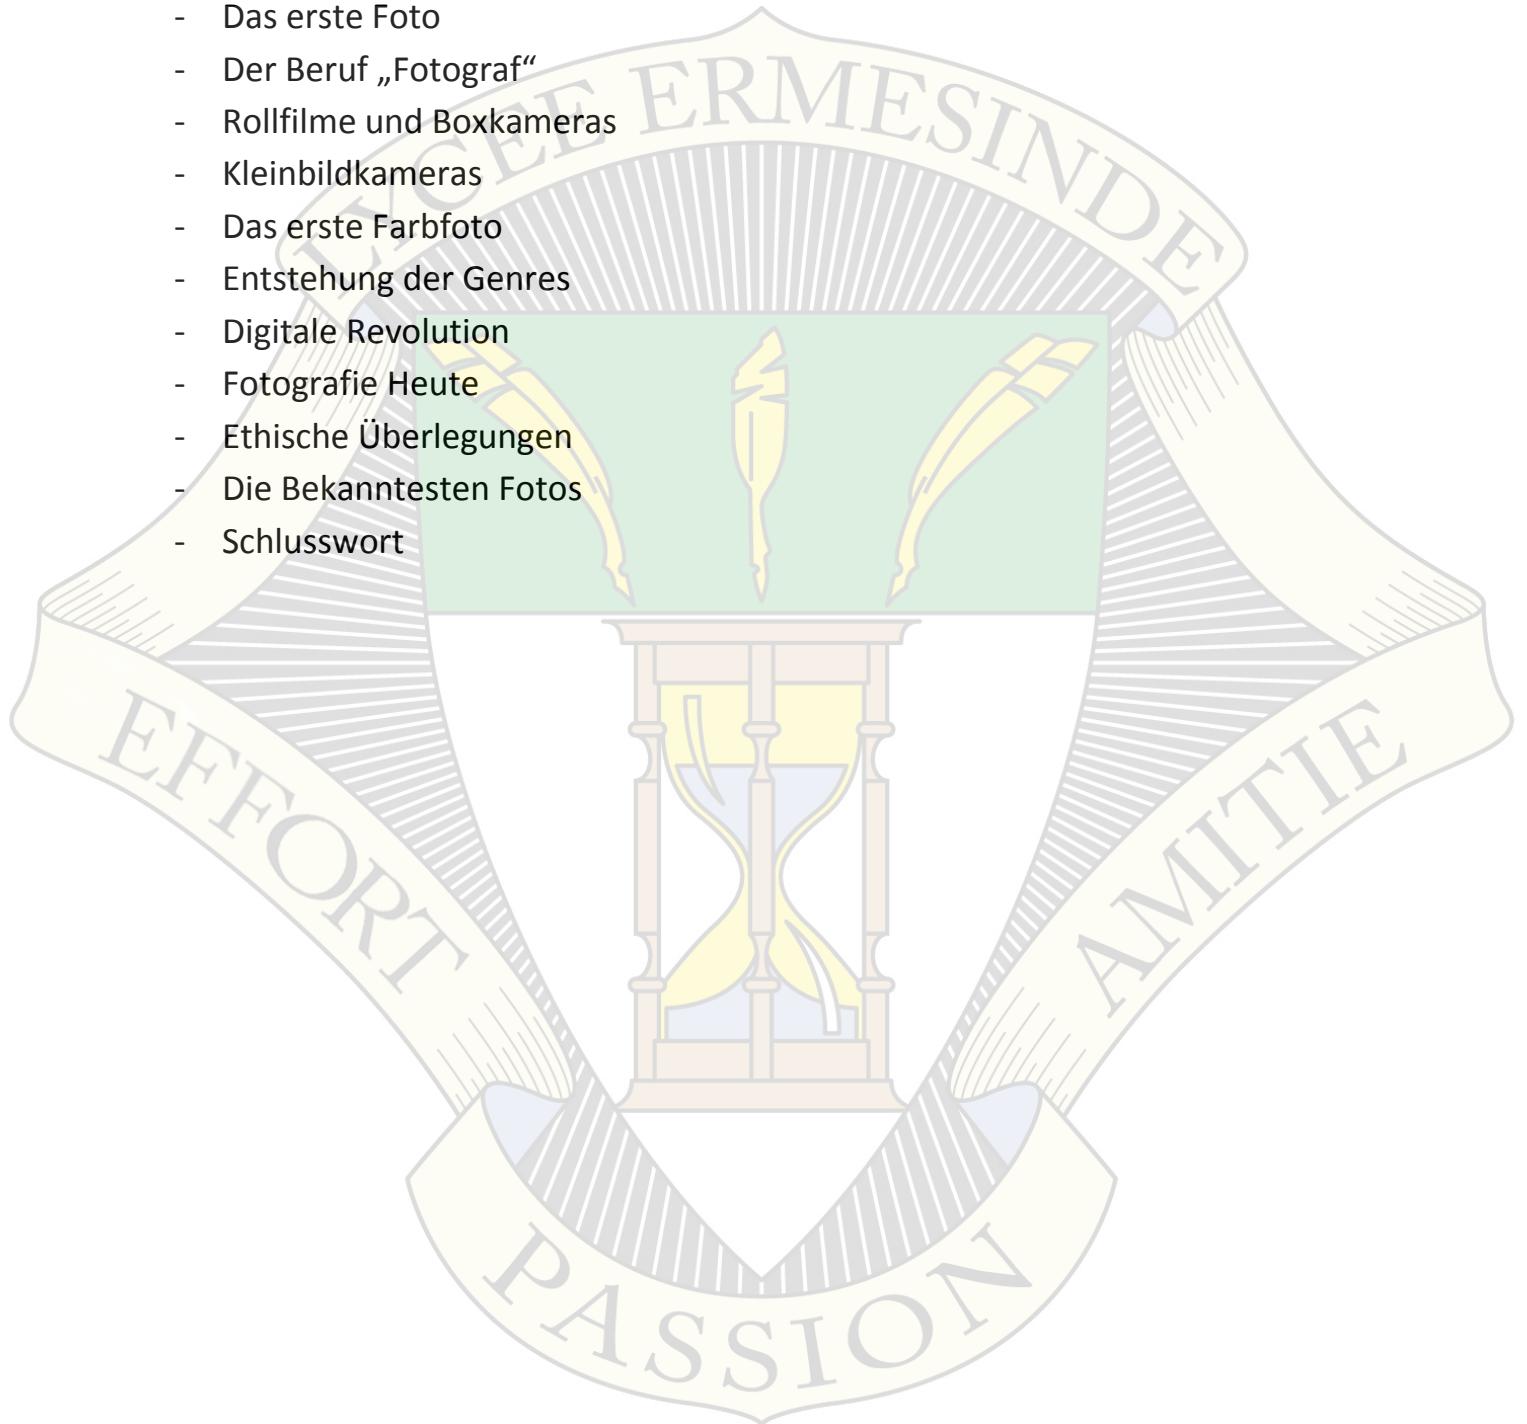 - Das erste Foto
- Der Beruf „Fotograf“
- Rollfilme und Boxkameras
- Kleinbildkameras
- Das erste Farbfoto
- Entstehung der Genres
- Digitale Revolution
- Fotografie Heute
- Ethische Überlegungen
- Die Bekanntesten Fotos
- Schlusswort
LYCEE ERMESINDE
EFFORT
AMITIE
PASSION